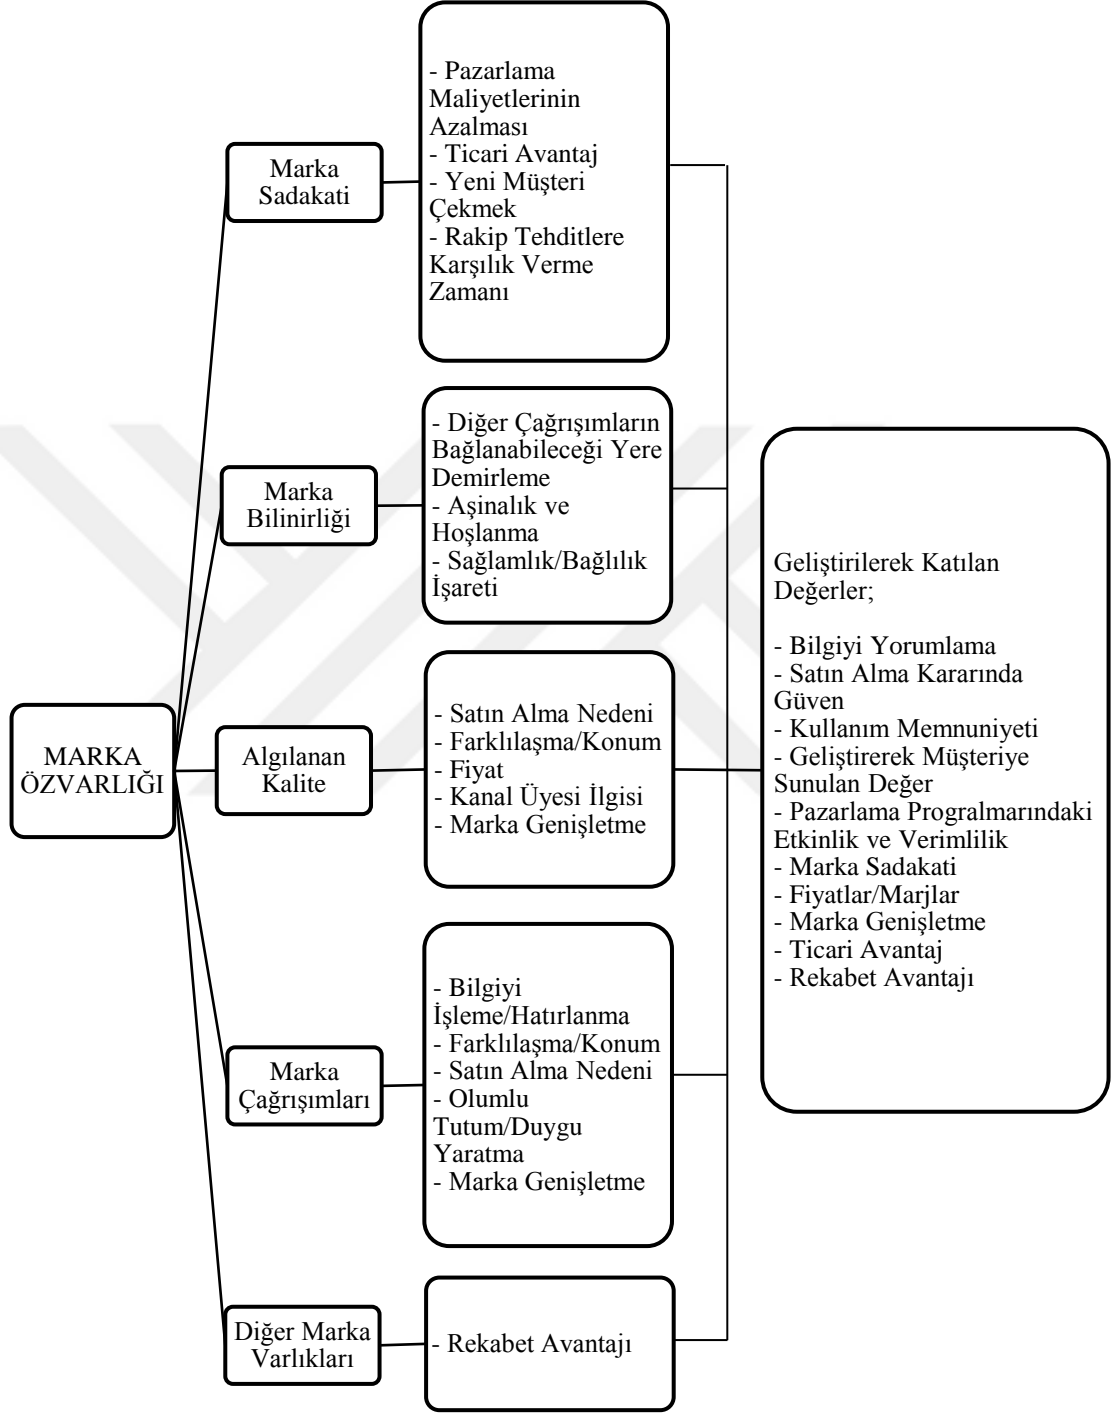 MARKA
ÖZVARLIĞI
Marka
Sadakati
- Pazarlama
Maliyetlerinin
Azalması
- Ticari Avantaj
- Yeni Müşteri
Çekmek
- Rakip Tehditlere
Karşılık Verme
Zamanı
Marka
Bilinirliği
- Diğer Çağrışımların
Bağlanabileceği Yere
Demirleme
- Aşinalık ve
Hoşlanma
- Sağlamlık/Bağlılık
İşareti
Algılanan
Kalite
- Satın Alma Nedeni
- Farklılaşma/Konum
- Fiyat
- Kanal Üyesi İlgisi
- Marka Genişletme
Marka
Çağrışımları
- Bilgiyi
İşleme/Hatırlanma
- Farklılaşma/Konum
- Satın Alma Nedeni
- Olumlu
Tutum/Duygu
Yaratma
- Marka Genişletme
Diğer Marka
Varlıkları
- Rekabet Avantajı
Geliştirilerek Katılan
Değerler;
- Bilgiyi Yorumlama
- Satın Alma Kararında
Güven
- Kullanım Memnuniyeti
- Geliştirerek Müşteriye
Sunulan Değer
- Pazarlama Progralmarındaki
Etkinlik ve Verimlilik
- Marka Sadakati
- Fiyatlar/Marjlar
- Marka Genişletme
- Ticari Avantaj
- Rekabet Avantajı